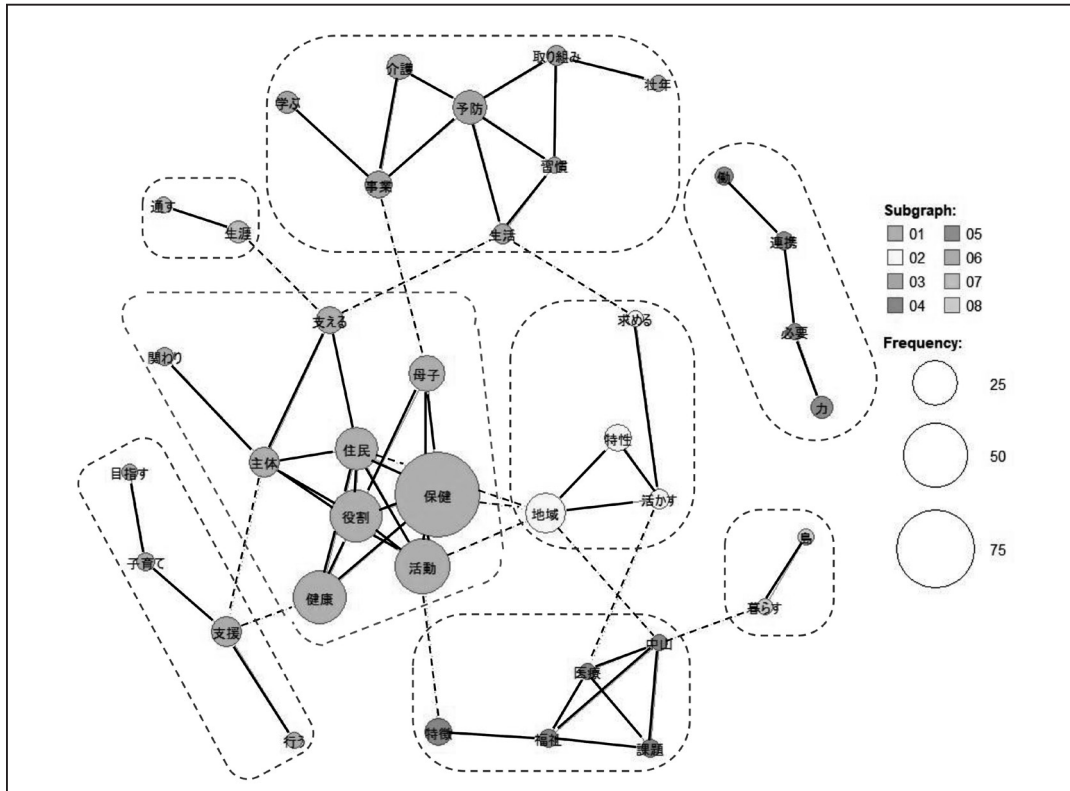 取り組み
介護
壮年
学ぶ
予防
習慣
働
事業
通す
生涯
生活
連携
Subgraph:
01 05
02 06
03 07
04 08
支える
求める
必要
Frequency:
関わり
母子
25
力
特性
住民
50
主体
目指す
保健
活かす
役割
地域
島
75
子育て
活動
健康
暮らす
支援
中山
医療
特徴
福祉
行う
課題